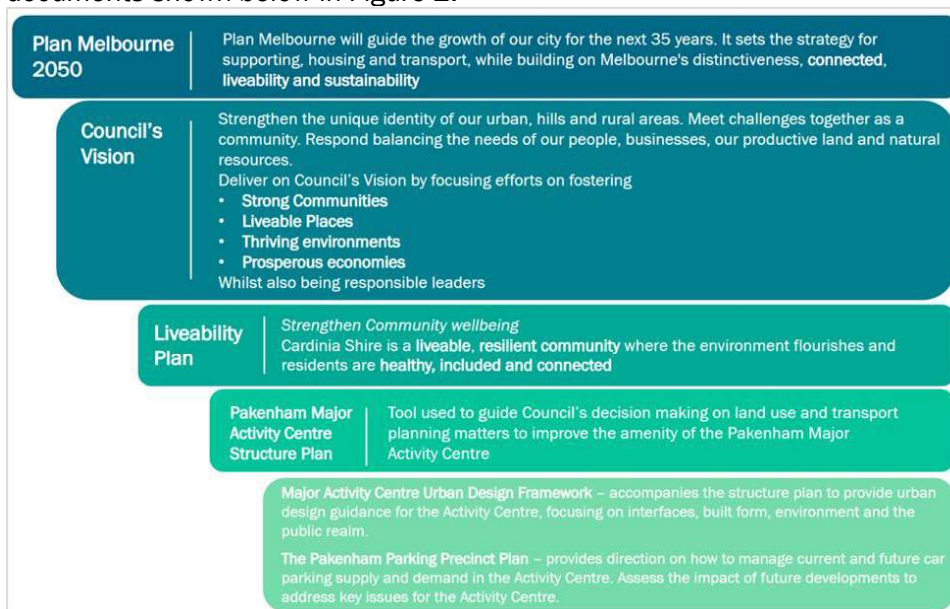 documents shown below in Figure 2.
Plan Melbourne
2050
Plan Melbourne will guide the growth of our city for the next 35 years. It sets the strategy for
supporting, housing and transport, while building on Melbourne's distinctiveness, connected,
liveability and sustainability
Council's
Vision
Strengthen the unique identity of our urban, hills and rural areas. Meet challenges together as a
community. Respond balancing the needs of our people, businesses, our productive land and natural
resources.
Deliver on Council's Vision by focusing efforts on fostering
• Strong Communities
• Liveable Places
• Thriving environments
• Prosperous economies
Whilst also being responsible leaders
Liveability
Plan
Strengthen Community wellbeing
Cardinia Shire is a liveable, resilient community where the environment flourishes and
residents are healthy, included and connected
Pakenham Major
Activity Centre
Structure Plan
Tool used to guide Council's decision making on land use and transport
planning matters to improve the amenity of the Pakenham Major
Activity Centre
Major Activity Centre Urban Design Framework – accompanies the structure plan to provide urban
design guidance for the Activity Centre, focusing on interfaces, built form, environment and the
public realm.
The Pakenham Parking Precinct Plan – provides direction on how to manage current and future car
parking supply and demand in the Activity Centre. Assess the impact of future developments to
address key issues for the Activity Centre.